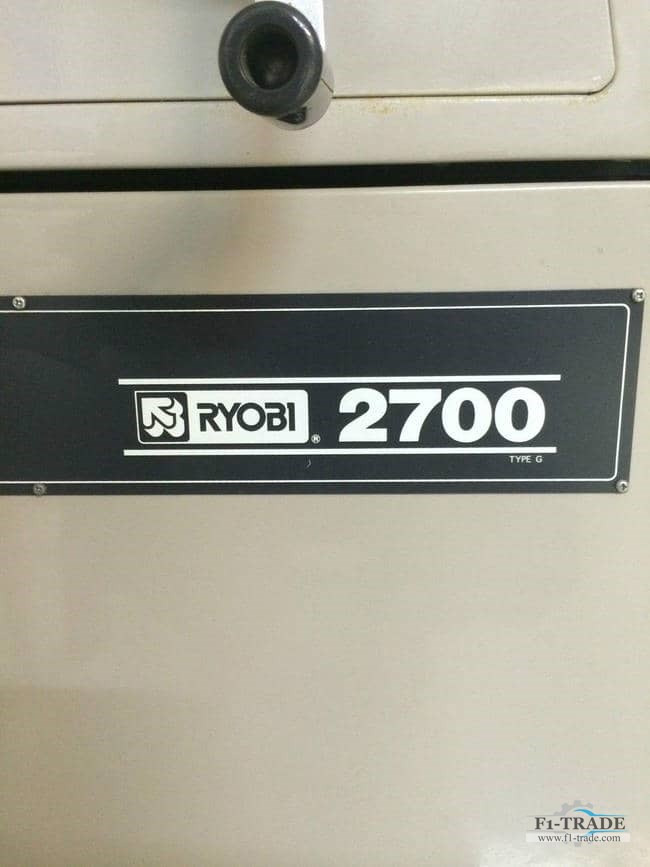 RYOBI® 2700
TYPE G
F1-TRADE
www.f1-trade.com